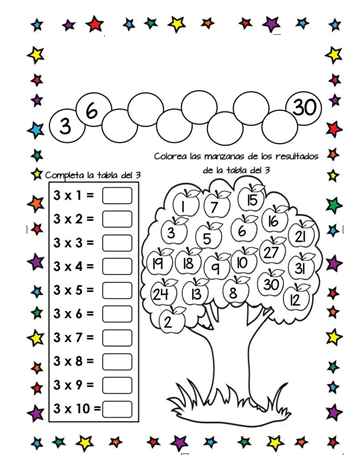 3 6 30
Colorea las manzanas de los resultados
de la tabla del 3
Completa la tabla del 3
3 x 1 =
3 x 2 =
3 x 3 =
3 x 4 =
3 x 5 =
3 x 6 =
3 x 7 =
3 x 8 =
3 x 9 =
3 x 10 =
1 7 15
3 5 6 16 21
19 18 9 10 27 31
24 13 8 30 12
2